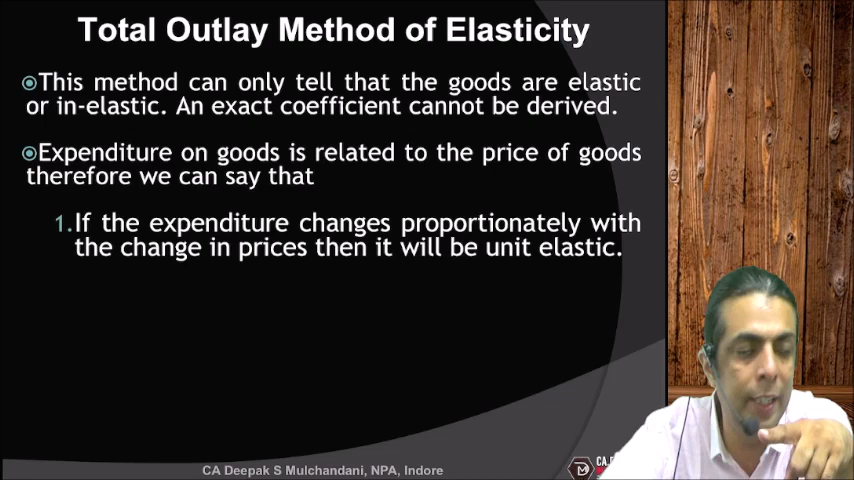 Total Outlay Method of Elasticity
This method can only tell that the goods are elastic
or in-elastic. An exact coefficient cannot be derived.
Expenditure on goods is related to the price of goods
therefore we can say that
1.If the expenditure changes proportionately with
the change in prices then it will be unit elastic.
CA Deepak S Mulchandani, NPA, Indore